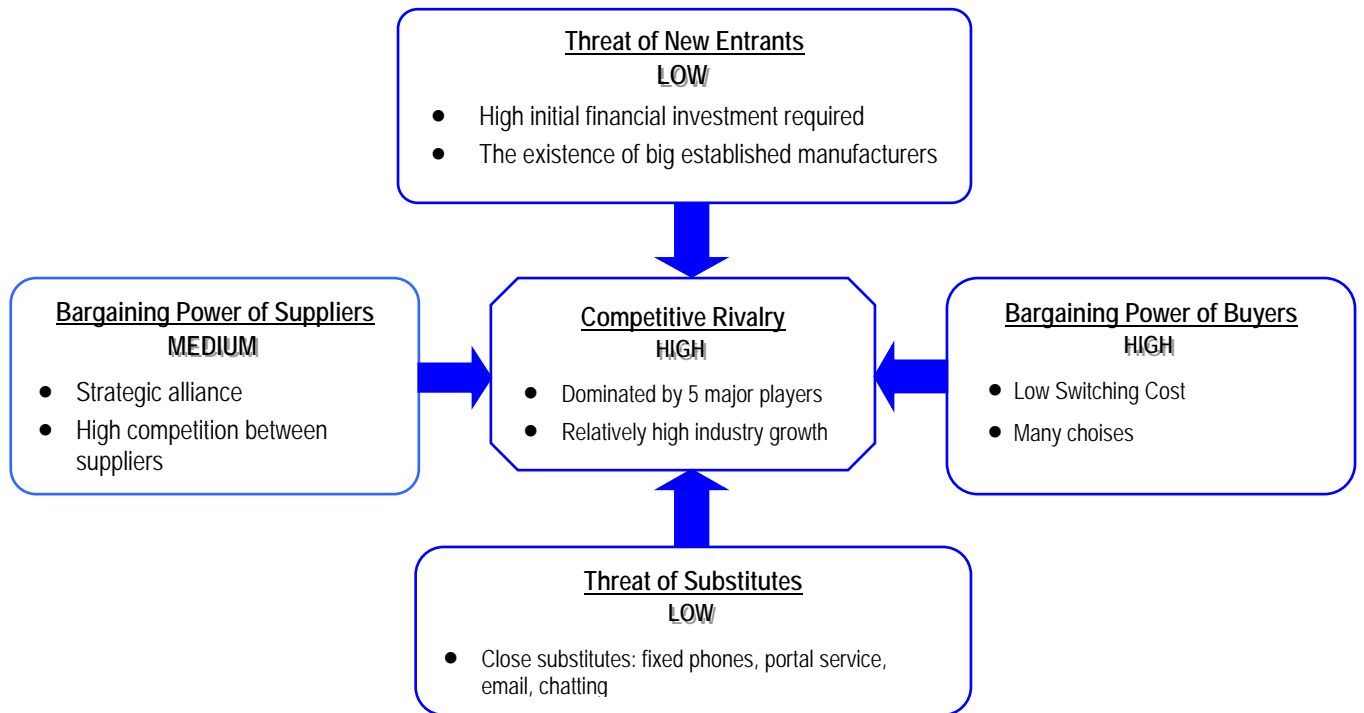 Threat of New Entrants
LOW
● High initial financial investment required
● The existence of big established manufacturers
Bargaining Power of Suppliers
MEDIUM
● Strategic alliance
● High competition between
suppliers
Competitive Rivalry
HIGH
● Dominated by 5 major players
● Relatively high industry growth
Bargaining Power of Buyers
HIGH
● Low Switching Cost
● Many choises
Threat of Substitutes
LOW
● Close substitutes: fixed phones, portal service,
email, chatting